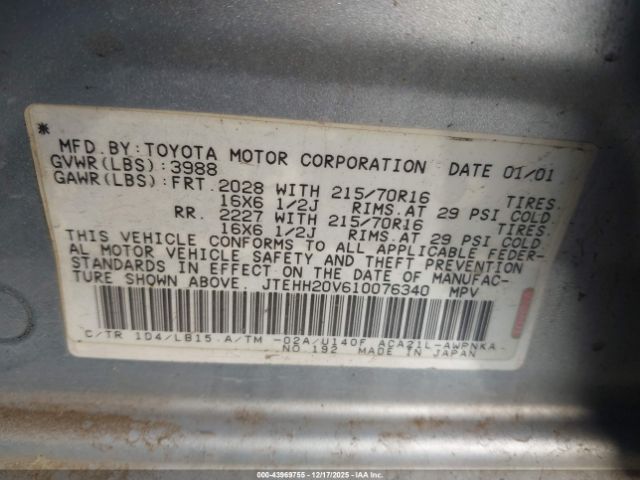 *
MFD.BY:TOYOTA MOTOR CORPORATION DATE 01/01
GVWR(LBS):3988
GAWR(LBS):FRT.2028 WITH 215/70R16 TIRES.
16X6 1/2J RIMS.AT 29 PSI COLD
RR. 2227 WITH 215/70R16 TIRES.
16X6 1/2J RIMS.AT 29 PSI COLD
THIS VEHICLE CONFORMS TO ALL APPLICABLE FEDER-
AL MOTOR VEHICLE SAFETY AND THEFT PREVENTION
STANDARDS IN EFFECT ON THE DATE OF MANUFAC-
TURE SHOWN ABOVE. JTEHH20V610076340 MPV
C/TR 1D4/LB15 A/TM -02A/U140F ACA21L-AWPNKA
NO 192 MADE IN JAPAN
TOYOTA
000-43969755 - 12/17/2025 - IAAI.COM